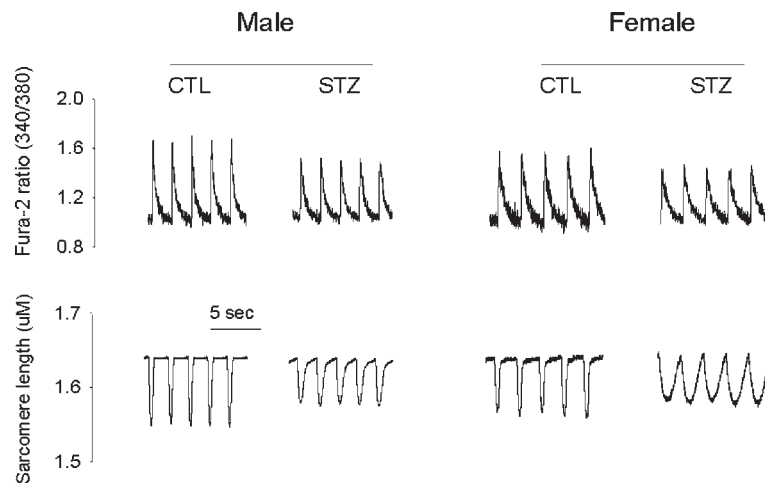 Male Female
CTL STZ CTL STZ
Fura-2 ratio (340/380)
2.0
1.6
1.2
0.8
Sarcomere length (uM)
1.7
1.6
1.5
5 sec